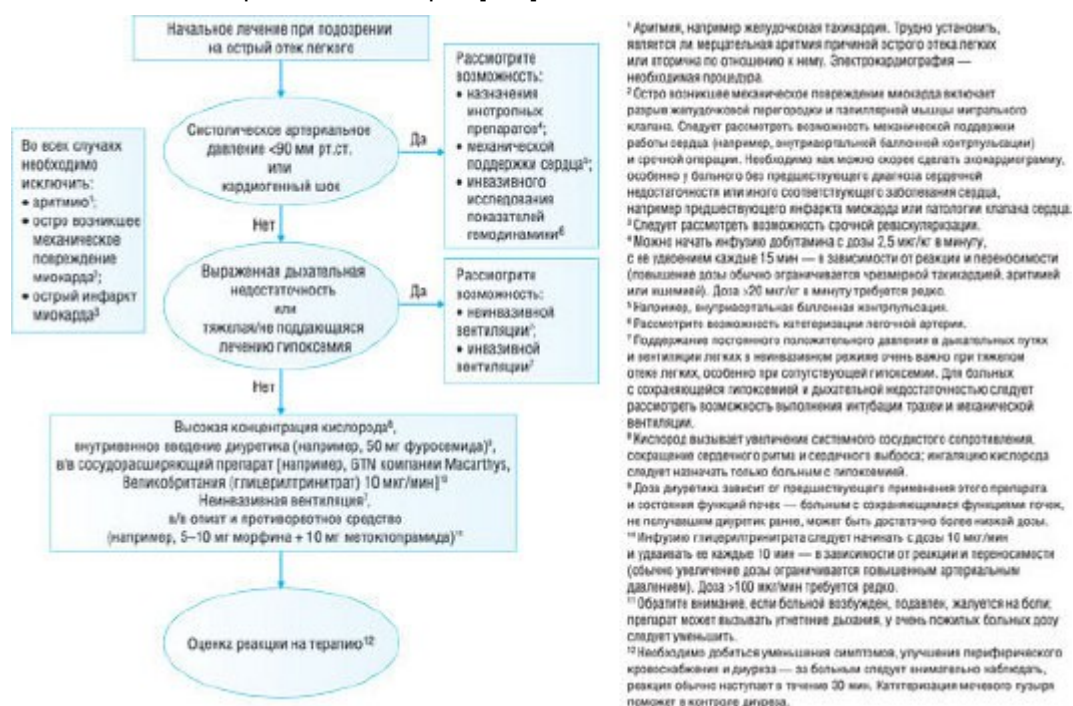 Начальное лечение при подозрении
на острый отек легкого
Систолическое артериальное
давление <90 мм рт.ст.
или
кардиогенный шок
Да
Рассмотрите
возможность:
• назначения
инотропных
препаратов⁴;
• механической
поддержки сердца⁵;
• инвазивного
исследования
показателей
гемодинамики⁶
Во всех случаях
необходимо
исключить:
• аритмию¹;
• остро возникшее
механическое
повреждение
миокарда²;
• острый инфаркт
миокарда³
Нет
Выраженная дыхательная
недостаточность
или
тяжелая/не поддающаяся
лечению гипоксемия
Да
Рассмотрите
возможность:
• неинвазивной
вентиляции⁷;
• инвазивной
вентиляции⁷
Нет
Высокая концентрация кислорода⁸,
внутривенное введение диуретика (например, 50 мг фуросемида)⁹,
в/в сосудорасширяющий препарат [например, GTN компании Macarthys,
Великобритания (глицерилтринитрат) 10 мкг/мин]¹⁰
Неинвазивная вентиляция⁷,
в/в опиат и противорвотное средство
(например, 5–10 мг морфина + 10 мг метоклопрамида)¹¹
Оценка реакции на терапию¹²
¹ Аритмия, например желудочковая тахикардия. Трудно установить,
является ли мерцательная аритмия причиной острого отека легких
или вторична по отношению к нему. Электрокардиография —
необходимая процедура.
² Остро возникшее механическое повреждение миокарда включает
разрыв желудочковой перегородки и папиллярной мышцы митрального
клапана. Следует рассмотреть возможность механической поддержки
работы сердца (например, внутриаортальной баллонной контрпульсации)
и срочной операции. Необходимо как можно скорее сделать эхокардиограмму,
особенно у больного без предшествующего диагноза сердечной
недостаточности или иного соответствующего заболевания сердца,
например предшествующего инфаркта миокарда или патологии клапана сердца.
³ Следует рассмотреть возможность срочной реваскуляризации.
⁴ Можно начать инфузию добутамина с дозы 2,5 мкг/кг в минуту,
с ее удвоением каждые 15 мин — в зависимости от реакции и переносимости
(повышение дозы обычно ограничивается чрезмерной тахикардией, аритмией
или ишемией). Доза >20 мкг/кг в минуту требуется редко.
⁵ Например, внутриаортальная баллонная контрпульсация.
⁶ Рассмотрите возможность катетеризации легочной артерии.
⁷ Поддержание постоянного положительного давления в дыхательных путях
и вентиляции легких в неинвазивном режиме очень важно при тяжелом
отеке легких, особенно при сопутствующей гипоксемии. Для больных
с сохраняющейся гипоксемией и дыхательной недостаточностью следует
рассмотреть возможность выполнения интубации трахеи и механической
вентиляции.
⁸ Кислород вызывает увеличение системного сосудистого сопротивления,
сокращение сердечного ритма и сердечного выброса; ингаляцию кислорода
следует назначать только больным с гипоксемией.
⁹ Доза диуретика зависит от предшествующего применения этого препарата
и состояния функций почек — больным с сохраняющимися функциями почек,
не получавшим диуретик ранее, может быть достаточно более низкой дозы.
¹⁰ Инфузию глицерилтринитрата следует начинать с дозы 10 мкг/мин
и удваивать ее каждые 10 мин — в зависимости от реакции и переносимости
(обычно увеличение дозы ограничивается повышенным артериальным
давлением). Доза >100 мкг/мин требуется редко.
¹¹ Обратите внимание, если больной возбужден, подавлен, жалуется на боли;
препарат может вызывать угнетение дыхания, у очень пожилых больных дозу
следует уменьшить.
¹² Необходимо добиться уменьшения симптомов, улучшения периферического
кровоснабжения и диуреза — за больным следует внимательно наблюдать,
реакция обычно наступает в течение 30 мин. Катетеризация мочевого пузыря
поможет в контроле диуреза.